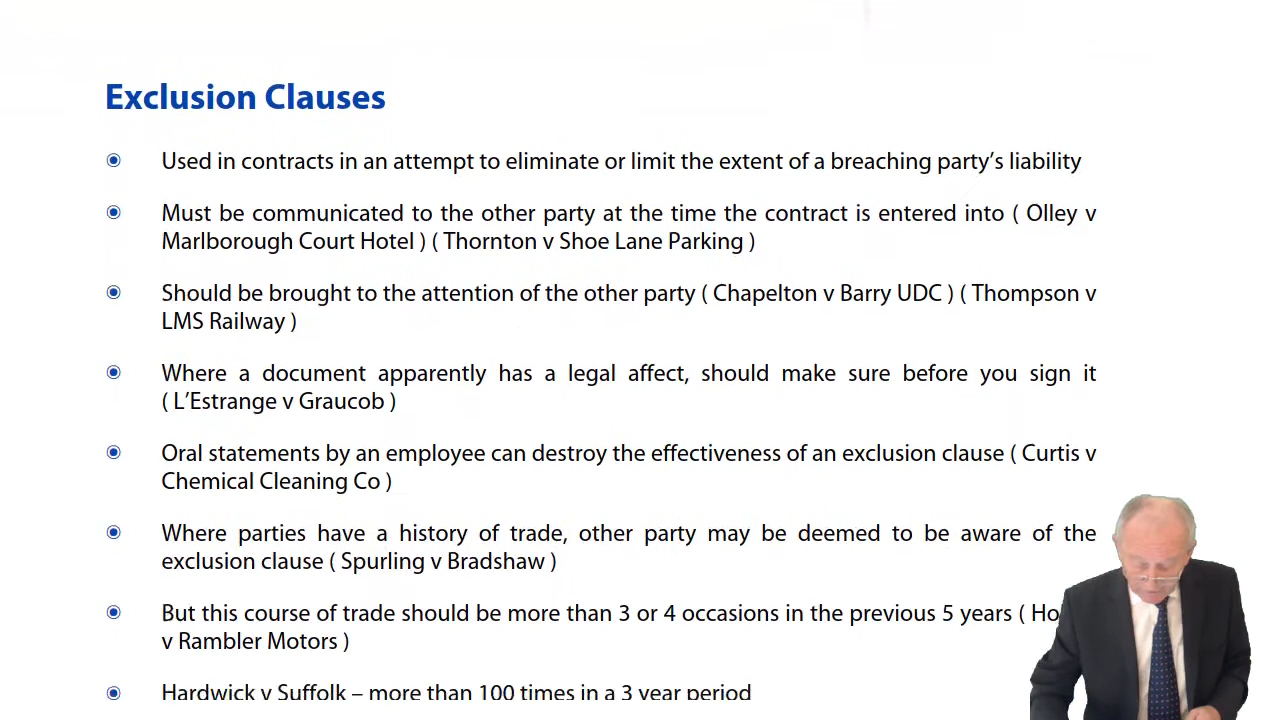 Exclusion Clauses
Used in contracts in an attempt to eliminate or limit the extent of a breaching party's liability
Must be communicated to the other party at the time the contract is entered into ( Olley v
Marlborough Court Hotel ) ( Thornton v Shoe Lane Parking )
Should be brought to the attention of the other party ( Chapelton v Barry UDC ) ( Thompson v
LMS Railway )
Where a document apparently has a legal affect, should make sure before you sign it
( L'Estrange v Graucob )
Oral statements by an employee can destroy the effectiveness of an exclusion clause ( Curtis v
Chemical Cleaning Co )
Where parties have a history of trade, other party may be deemed to be aware of the
exclusion clause ( Spurling v Bradshaw )
But this course of trade should be more than 3 or 4 occasions in the previous 5 years (
v Rambler Motors )
Hardwick v Suffolk – more than 100 times in a 3 year period